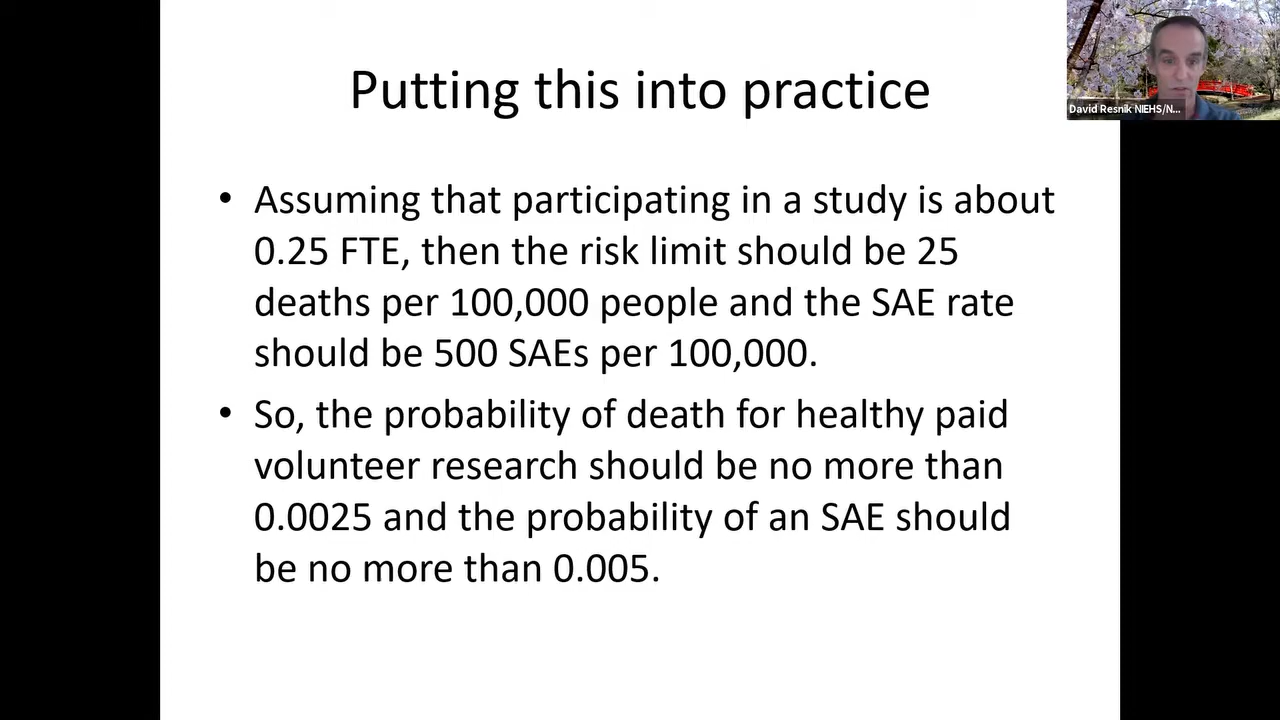 Putting this into practice
David Resnik NIEHS/N...
• Assuming that participating in a study is about
0.25 FTE, then the risk limit should be 25
deaths per 100,000 people and the SAE rate
should be 500 SAEs per 100,000.
• So, the probability of death for healthy paid
volunteer research should be no more than
0.0025 and the probability of an SAE should
be no more than 0.005.